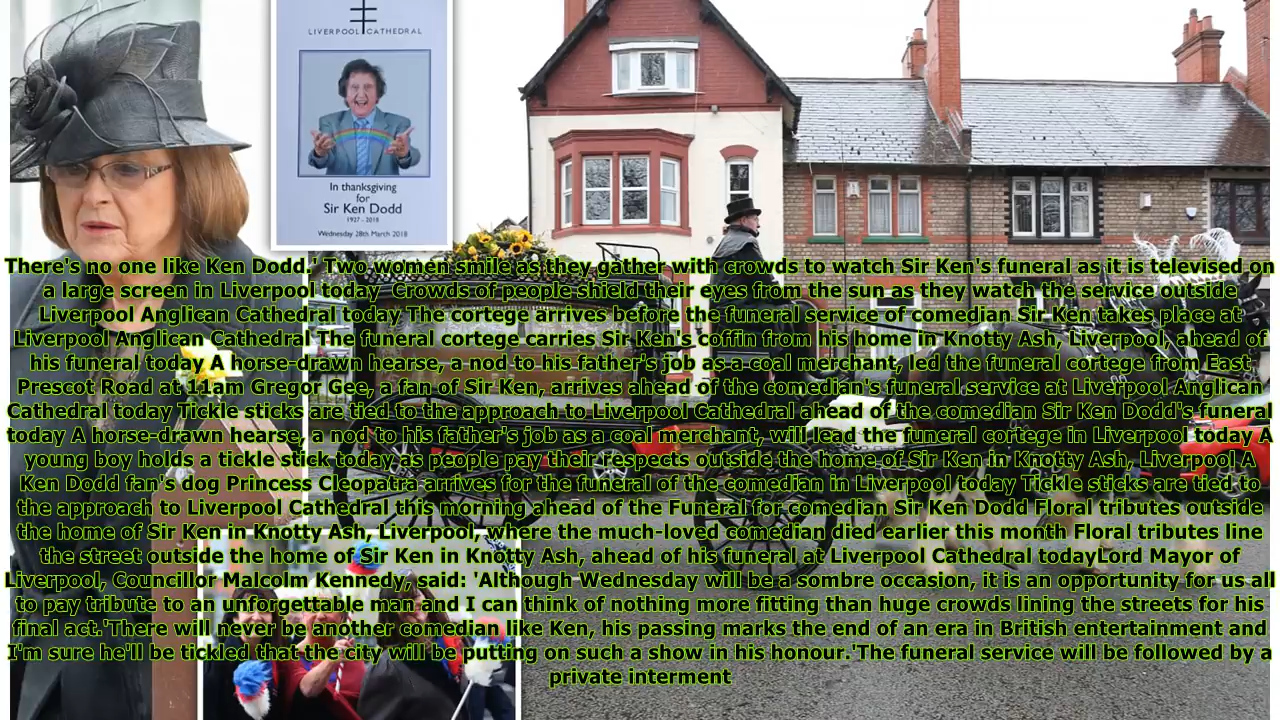 LIVERPOOL CATHEDRAL
In thanksgiving
for
Sir Ken Dodd
1927 - 2018
Wednesday 28th March 2018
There's no one like Ken Dodd.' Two women smile as they gather with crowds to watch Sir Ken's funeral as it is televised on
a large screen in Liverpool today  Crowds of people shield their eyes from the sun as they watch the service outside
Liverpool Anglican Cathedral today The cortege arrives before the funeral service of comedian Sir Ken takes place at
Liverpool Anglican Cathedral The funeral cortege carries Sir Ken's coffin from his home in Knotty Ash, Liverpool, ahead of
his funeral today A horse-drawn hearse, a nod to his father's job as a coal merchant, led the funeral cortege from East
Prescot Road at 11am Gregor Gee, a fan of Sir Ken, arrives ahead of the comedian's funeral service at Liverpool Anglican
Cathedral today Tickle sticks are tied to the approach to Liverpool Cathedral ahead of the comedian Sir Ken Dodd's funeral
today A horse-drawn hearse, a nod to his father's job as a coal merchant, will lead the funeral cortege in Liverpool today A
young boy holds a tickle stick today as people pay their respects outside the home of Sir Ken in Knotty Ash, Liverpool A
Ken Dodd fan's dog Princess Cleopatra arrives for the funeral of the comedian in Liverpool today Tickle sticks are tied to
the approach to Liverpool Cathedral this morning ahead of the Funeral for comedian Sir Ken Dodd Floral tributes outside
the home of Sir Ken in Knotty Ash, Liverpool, where the much-loved comedian died earlier this month Floral tributes line
the street outside the home of Sir Ken in Knotty Ash, ahead of his funeral at Liverpool Cathedral todayLord Mayor of
Liverpool, Councillor Malcolm Kennedy, said: 'Although Wednesday will be a sombre occasion, it is an opportunity for us all
to pay tribute to an unforgettable man and I can think of nothing more fitting than huge crowds lining the streets for his
final act.'There will never be another comedian like Ken, his passing marks the end of an era in British entertainment and
I'm sure he'll be tickled that the city will be putting on such a show in his honour.'The funeral service will be followed by a
private interment